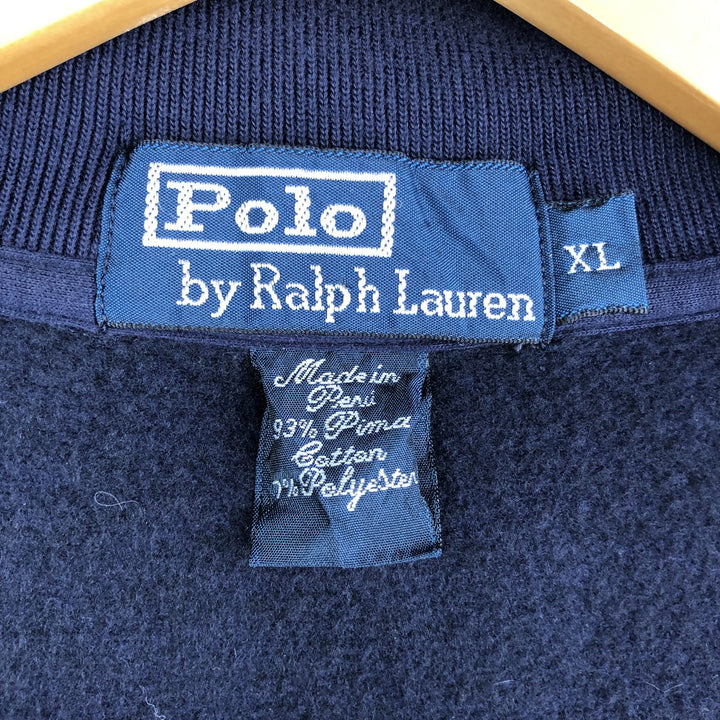 Polo
by Ralph Lauren
XL
Made in
Perú
93% Pima
Cotton
% Polyester